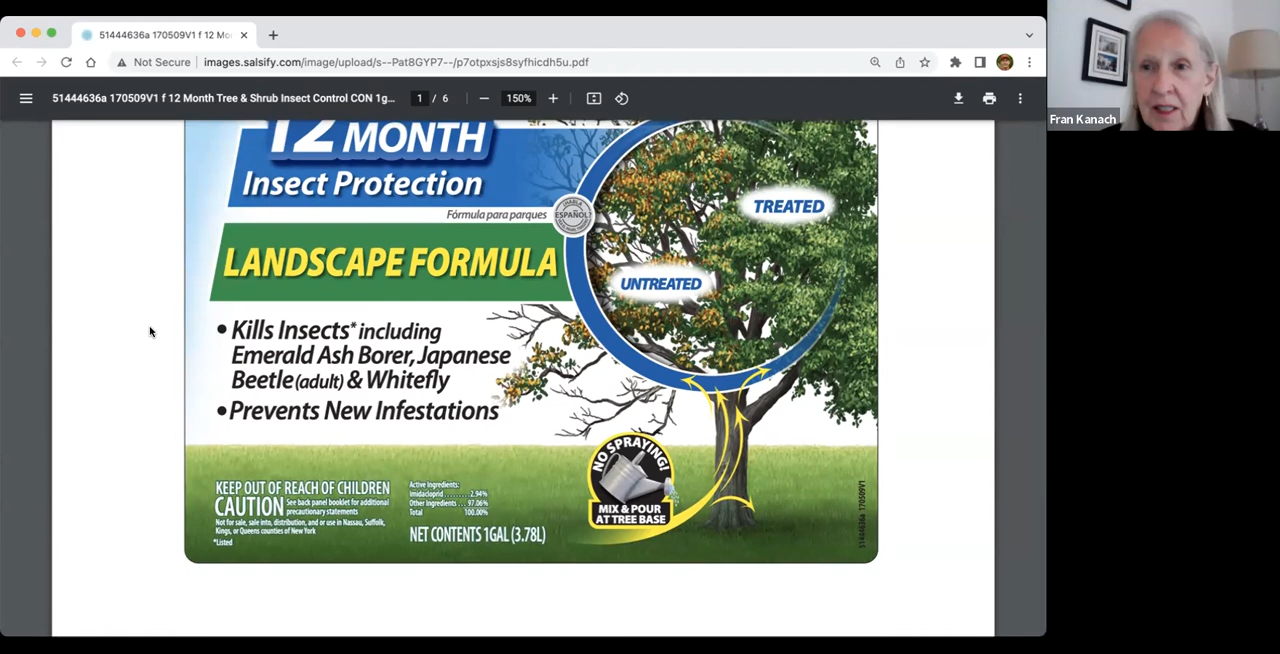 51444636a 170509V1 f 12 Mo
Not Secure
images.salsify.com/image/upload/s--Pat8GYP7--/p7otpxsjs8syfhicdh5u.pdf
51444636a 170509V1 f 12 Month Tree & Shrub Insect Control CON 1g...
1 / 6
150%
Fran Kanach
12 MONTH
Insect Protection
Fórmula para parques
¿HABLA
ESPAÑOL?
LANDSCAPE FORMULA
TREATED
UNTREATED
• Kills Insects* including
Emerald Ash Borer, Japanese
Beetle (adult) & Whitefly
• Prevents New Infestations
NO SPRAYING!
MIX & POUR
AT TREE BASE
KEEP OUT OF REACH OF CHILDREN
CAUTION See back panel booklet for additional
precautionary statements
Not for sale, sale into, distribution, and or use in Nassau, Suffolk,
Kings, or Queens counties of New York
*Listed
Active Ingredients:
Imidacloprid..........2.94%
Other Ingredients...97.06%
Total 100.00%
NET CONTENTS 1GAL (3.78L)
51444636a 170509V1